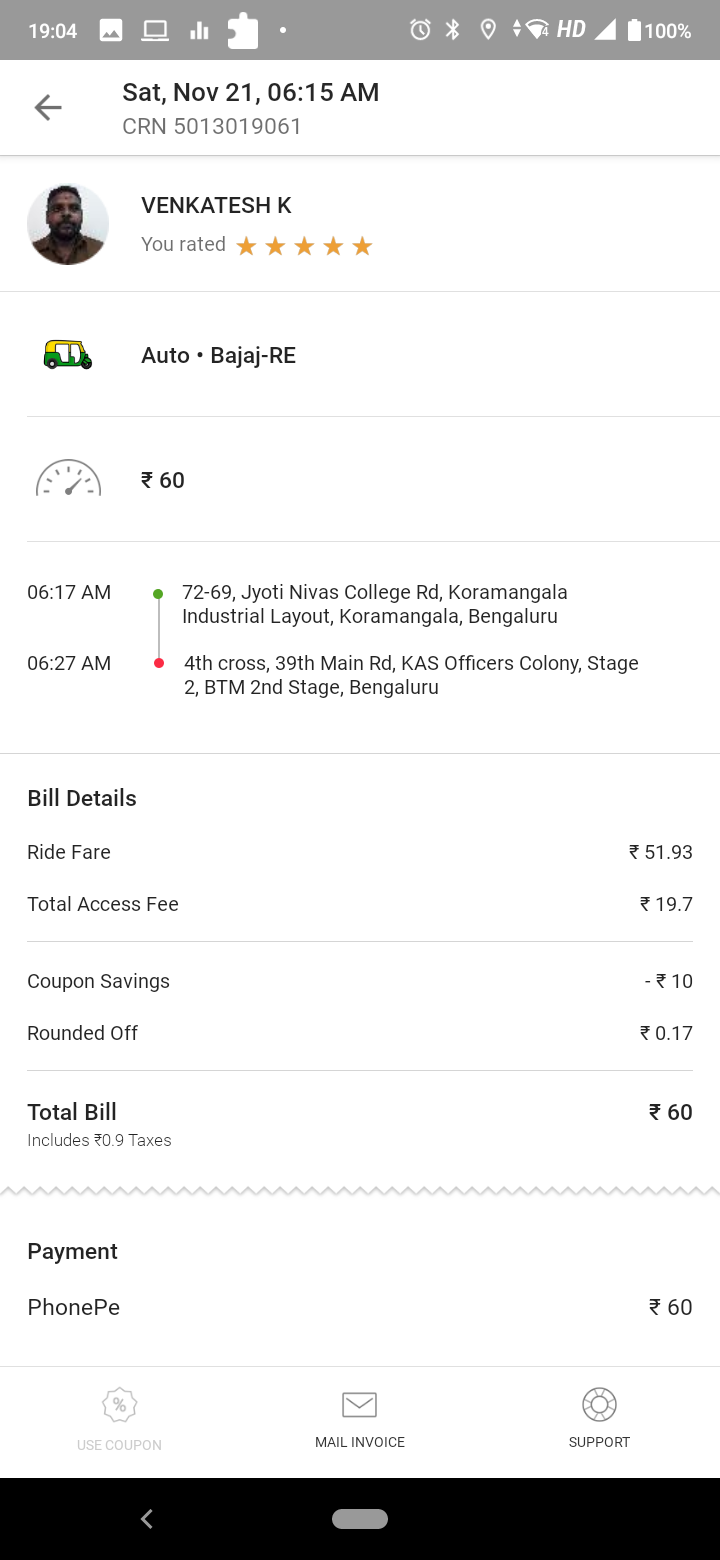 19:04
4 HD 100%
Sat, Nov 21, 06:15 AM
CRN 5013019061
VENKATESH K
You rated
Auto • Bajaj-RE
₹ 60
06:17 AM 72-69, Jyoti Nivas College Rd, Koramangala
Industrial Layout, Koramangala, Bengaluru
06:27 AM 4th cross, 39th Main Rd, KAS Officers Colony, Stage
2, BTM 2nd Stage, Bengaluru
Bill Details
Ride Fare ₹ 51.93
Total Access Fee ₹ 19.7
Coupon Savings - ₹ 10
Rounded Off ₹ 0.17
Total Bill ₹ 60
Includes ₹0.9 Taxes
Payment
PhonePe ₹ 60
%
USE COUPON MAIL INVOICE SUPPORT